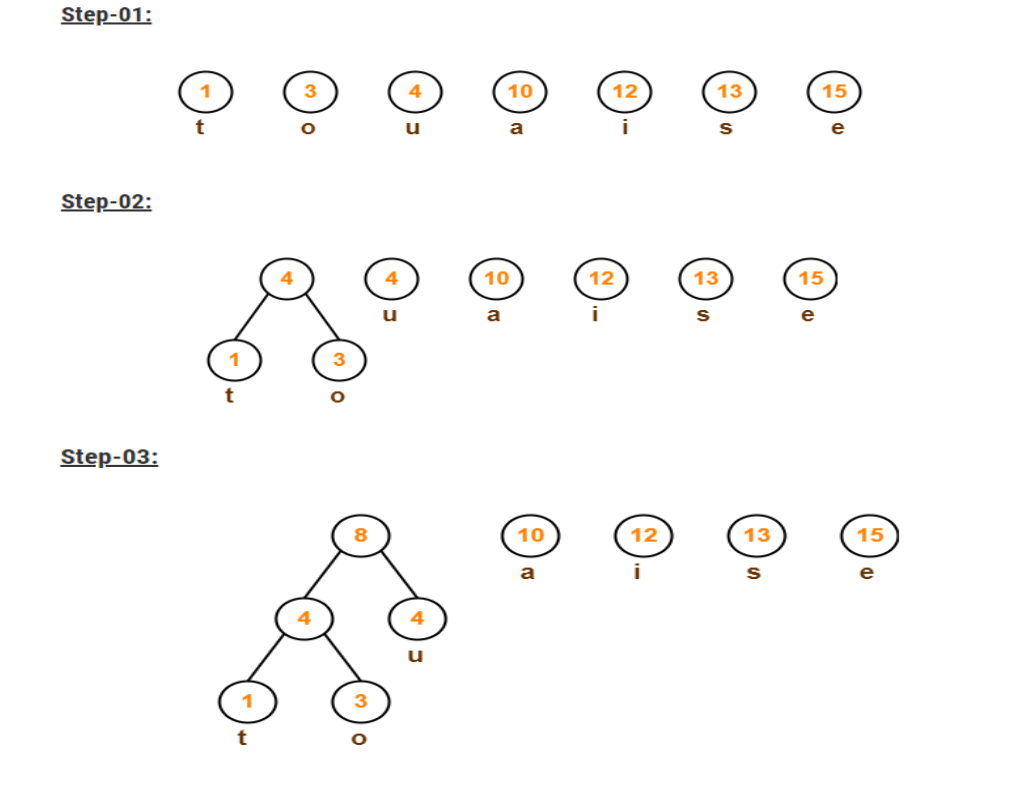 Step-01:
1 3 4 10 12 13 15
t o u a i s e
Step-02:
4 4 10 12 13 15
u a i s e
1 3
t o
Step-03:
8 10 12 13 15
a i s e
4 4
u
1 3
t o